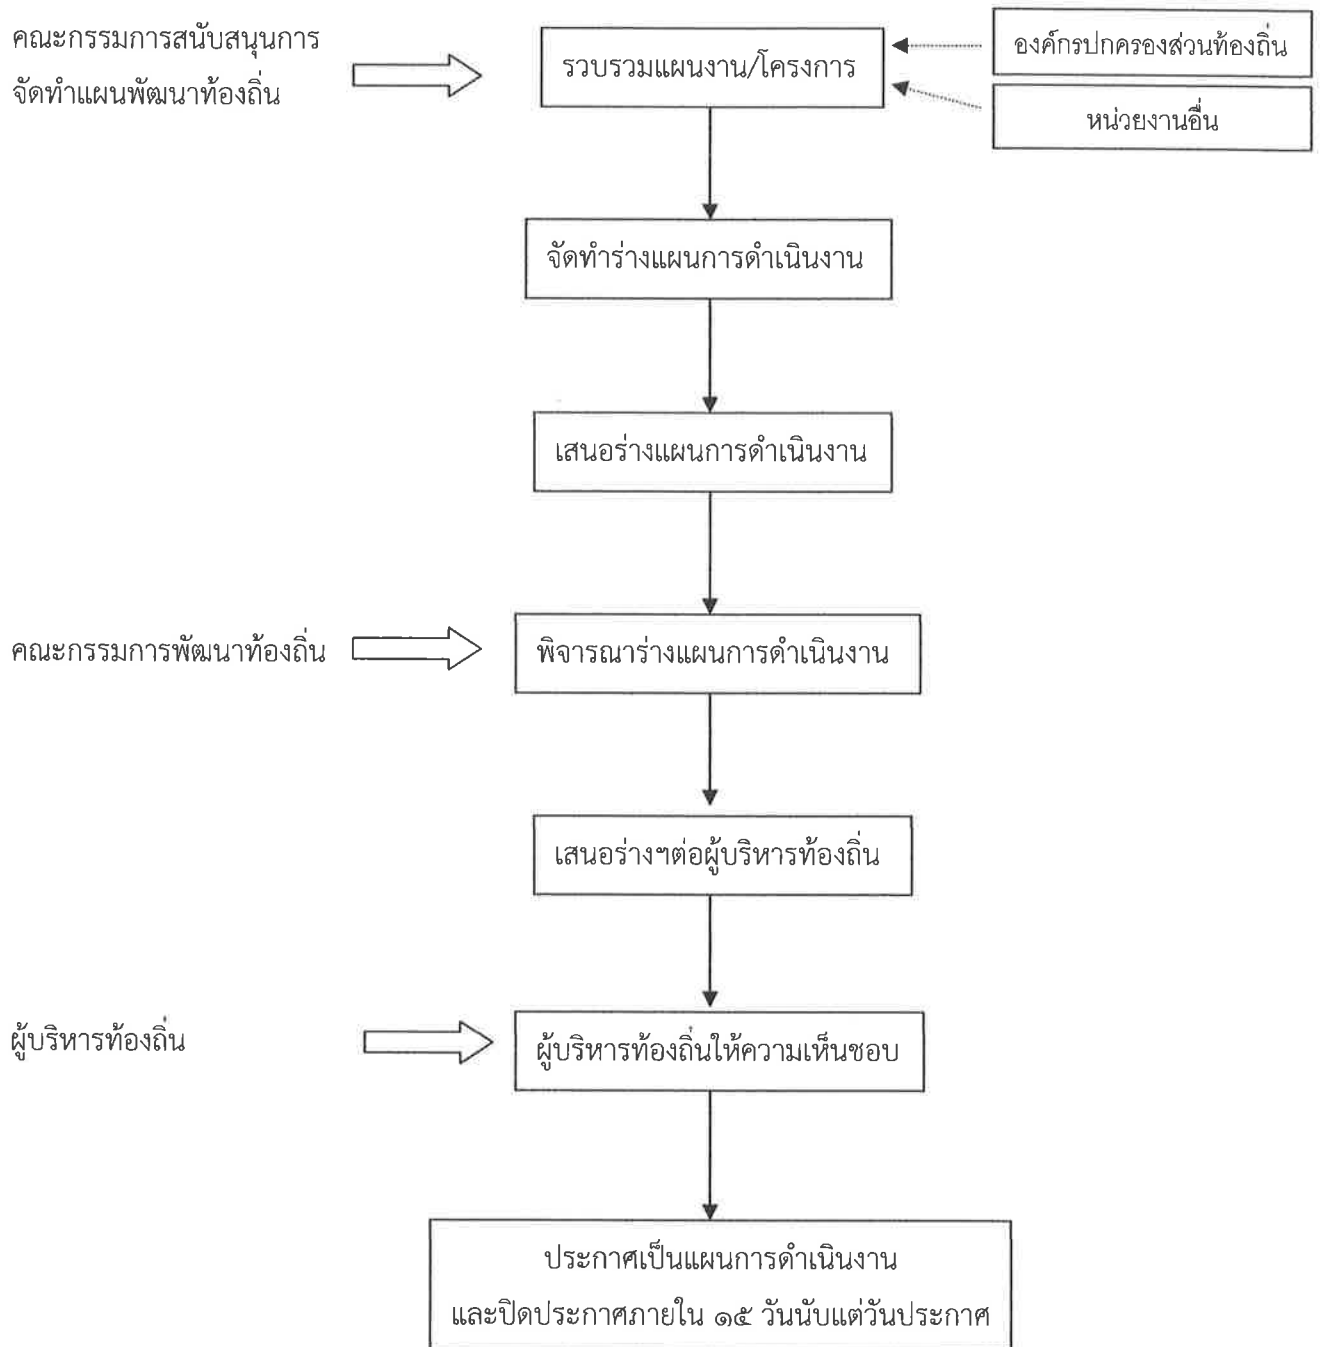 คณะกรรมการสนับสนุนการ
จัดทำแผนพัฒนาท้องถิ่น
รวบรวมแผนงาน/โครงการ
องค์กรปกครองส่วนท้องถิ่น
หน่วยงานอื่น
จัดทำร่างแผนการดำเนินงาน
เสนอร่างแผนการดำเนินงาน
คณะกรรมการพัฒนาท้องถิ่น
พิจารณาร่างแผนการดำเนินงาน
เสนอร่างฯต่อผู้บริหารท้องถิ่น
ผู้บริหารท้องถิ่น
ผู้บริหารท้องถิ่นให้ความเห็นชอบ
ประกาศเป็นแผนการดำเนินงาน
และปิดประกาศภายใน ๑๕ วันนับแต่วันประกาศ